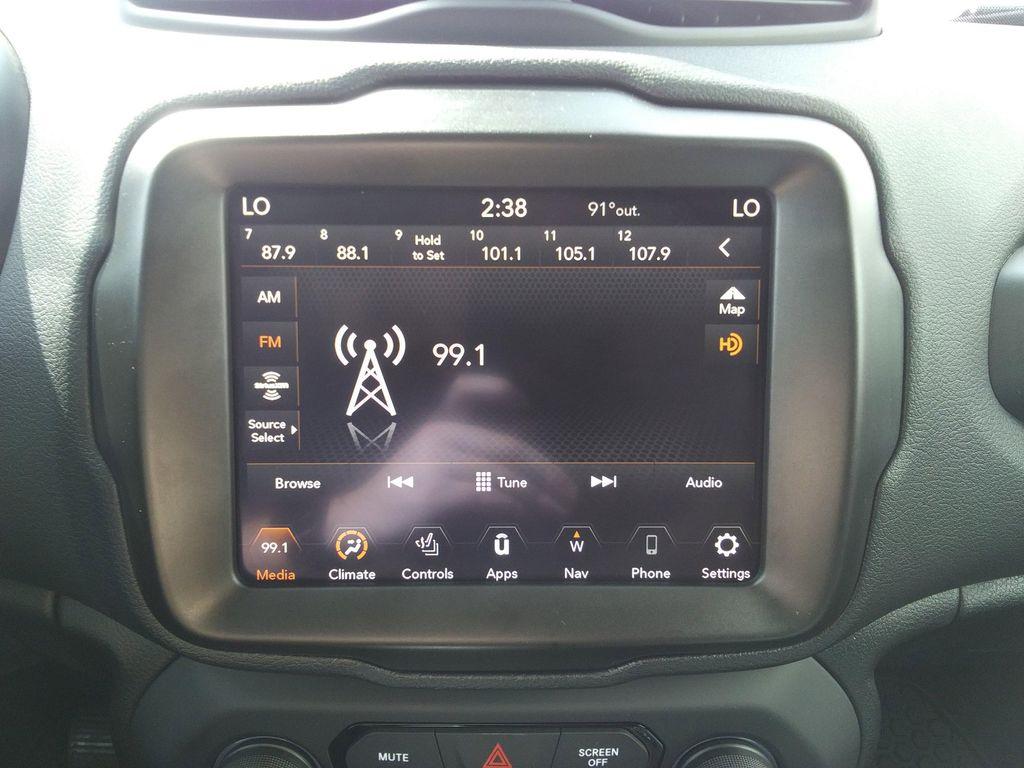 LO 2:38 91°out. LO
7 87.9 8 88.1 9 Hold to Set 10 101.1 11 105.1 12 107.9
AM
Map
FM
HD
99.1
SiriusXM
Source
Select
Browse Tune Audio
99.1 W
Media Climate Controls Apps Nav Phone Settings
MUTE SCREEN OFF